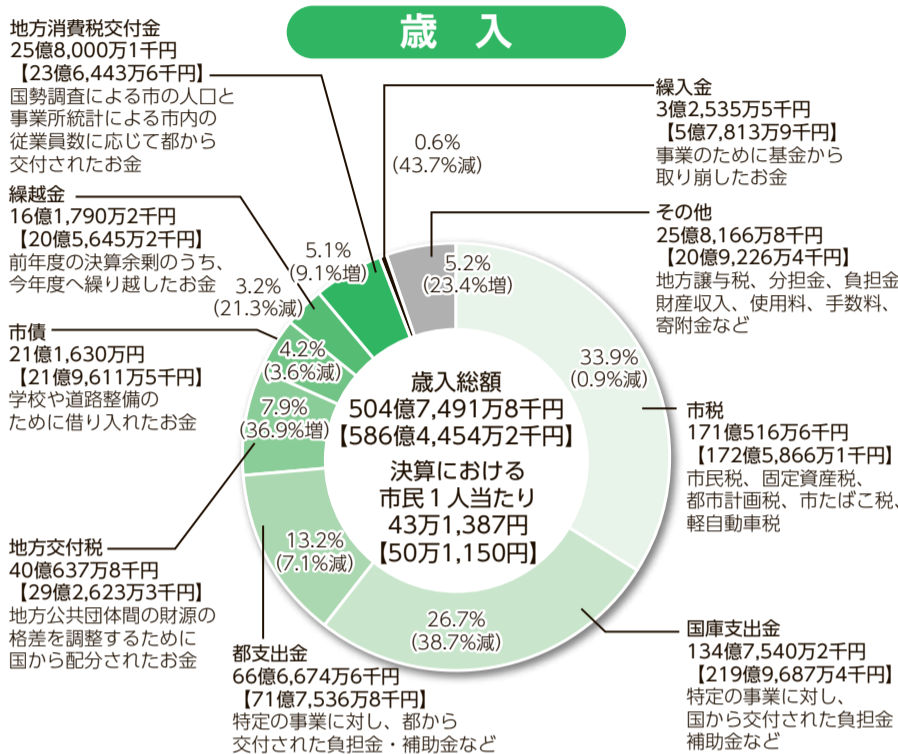 歳入
地方消費税交付金
25億8,000万1千円
【23億6,443万6千円】
国勢調査による市の人口と
事業所統計による市内の
従業員数に応じて都から
交付されたお金
繰越金
16億1,790万2千円
【20億5,645万2千円】
前年度の決算余剰のうち、
今年度へ繰り越したお金
市債
21億1,630万円
【21億9,611万5千円】
学校や道路整備の
ために借り入れたお金
地方交付税
40億637万8千円
【29億2,623万3千円】
地方公共団体間の財源の
格差を調整するために
国から配分されたお金
都支出金
66億6,674万6千円
【71億7,536万8千円】
特定の事業に対し、都から
交付された負担金・補助金など
繰入金
3億2,535万5千円
【5億7,813万9千円】
事業のために基金から
取り崩したお金
その他
25億8,166万8千円
【20億9,226万4千円】
地方譲与税、分担金、負担金
財産収入、使用料、手数料、
寄附金など
市税
171億516万6千円
【172億5,866万1千円】
市民税、固定資産税、
都市計画税、市たばこ税、
軽自動車税
国庫支出金
134億7,540万2千円
【219億9,687万4千円】
特定の事業に対し、
国から交付された負担金
補助金など
0.6%
(43.7%減)
5.1%
(9.1%増)
5.2%
(23.4%増)
3.2%
(21.3%減)
4.2%
(3.6%減)
7.9%
(36.9%増)
13.2%
(7.1%減)
26.7%
(38.7%減)
33.9%
(0.9%減)
歳入総額
504億7,491万8千円
【586億4,454万2千円】
決算における
市民1人当たり
43万1,387円
【50万1,150円】